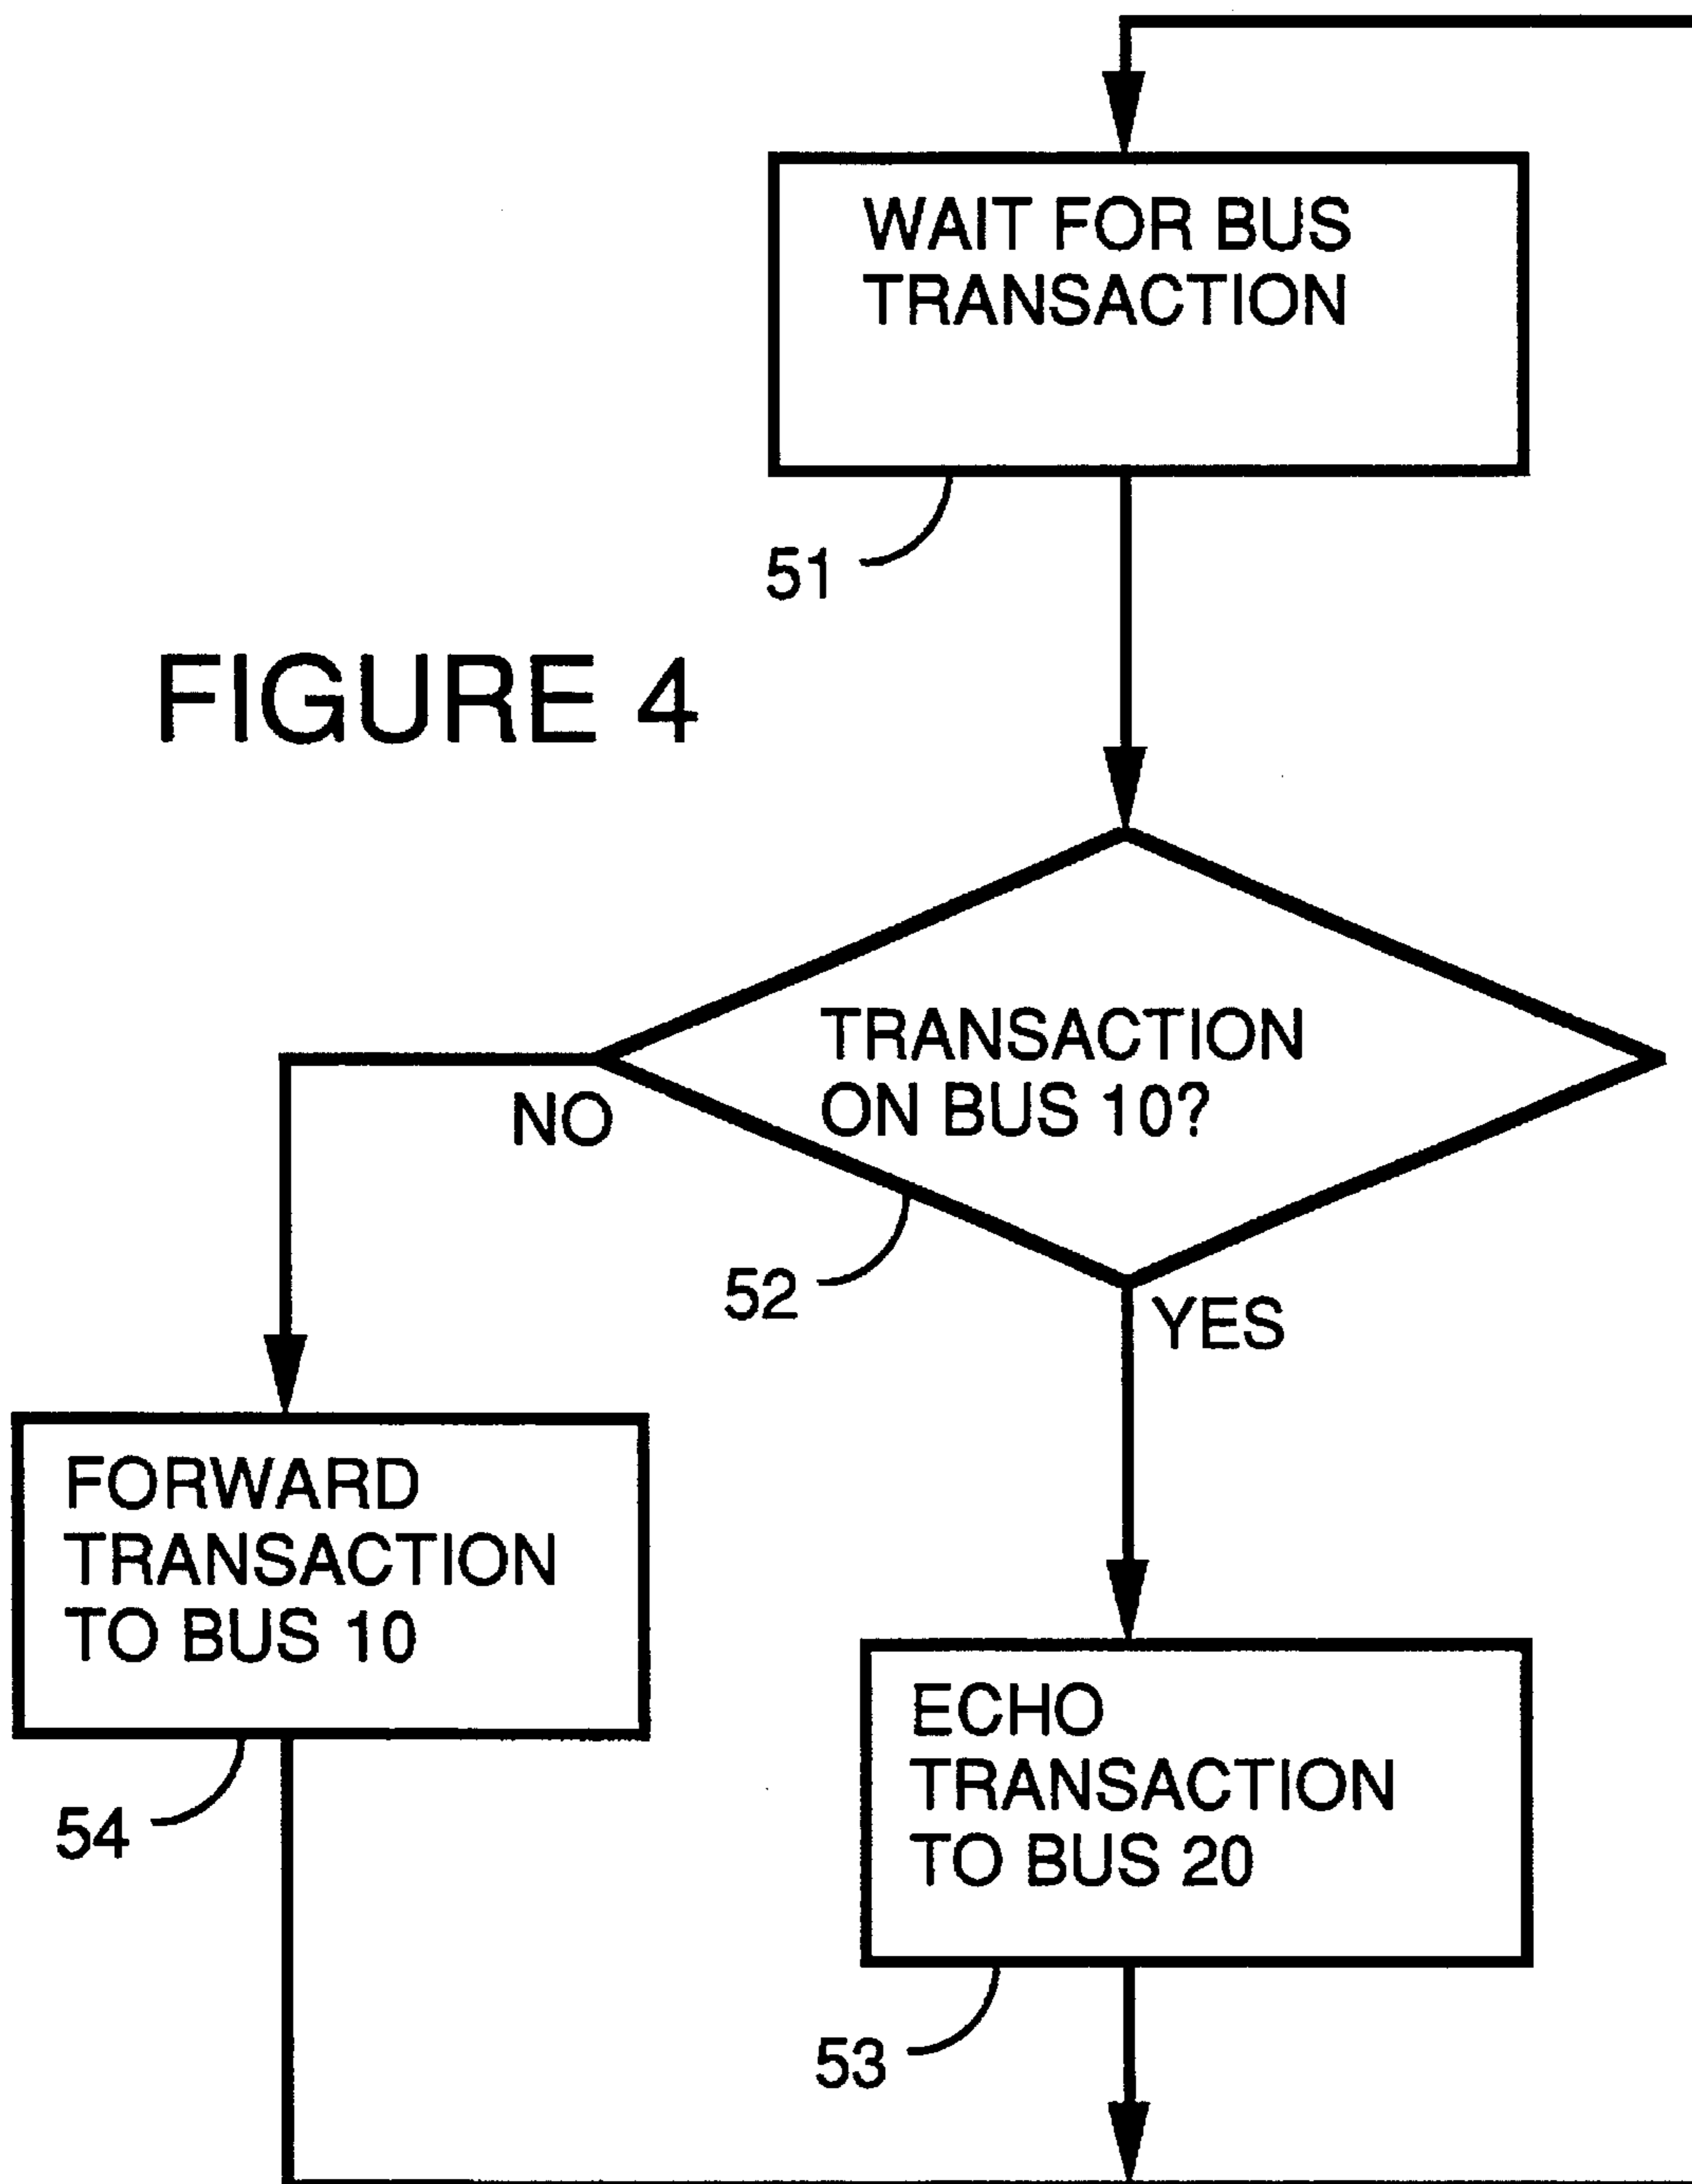 WAIT FOR BUS
TRANSACTION
51
FIGURE 4
TRANSACTION
ON BUS 10?
NO
52
YES
FORWARD
TRANSACTION
TO BUS 10
54
ECHO
TRANSACTION
TO BUS 20
53